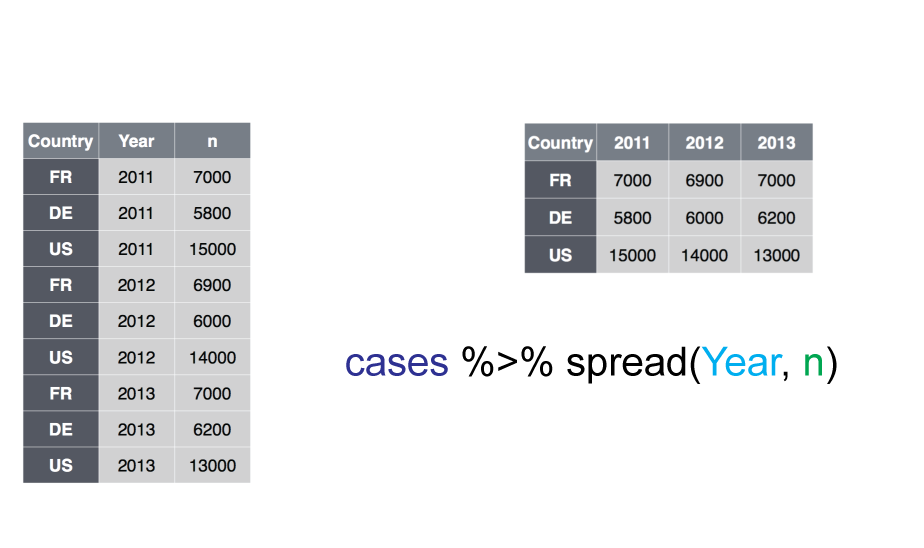 Country Year n
FR 2011 7000
DE 2011 5800
US 2011 15000
FR 2012 6900
DE 2012 6000
US 2012 14000
FR 2013 7000
DE 2013 6200
US 2013 13000
Country 2011 2012 2013
FR 7000 6900 7000
DE 5800 6000 6200
US 15000 14000 13000
cases %>% spread(Year, n)